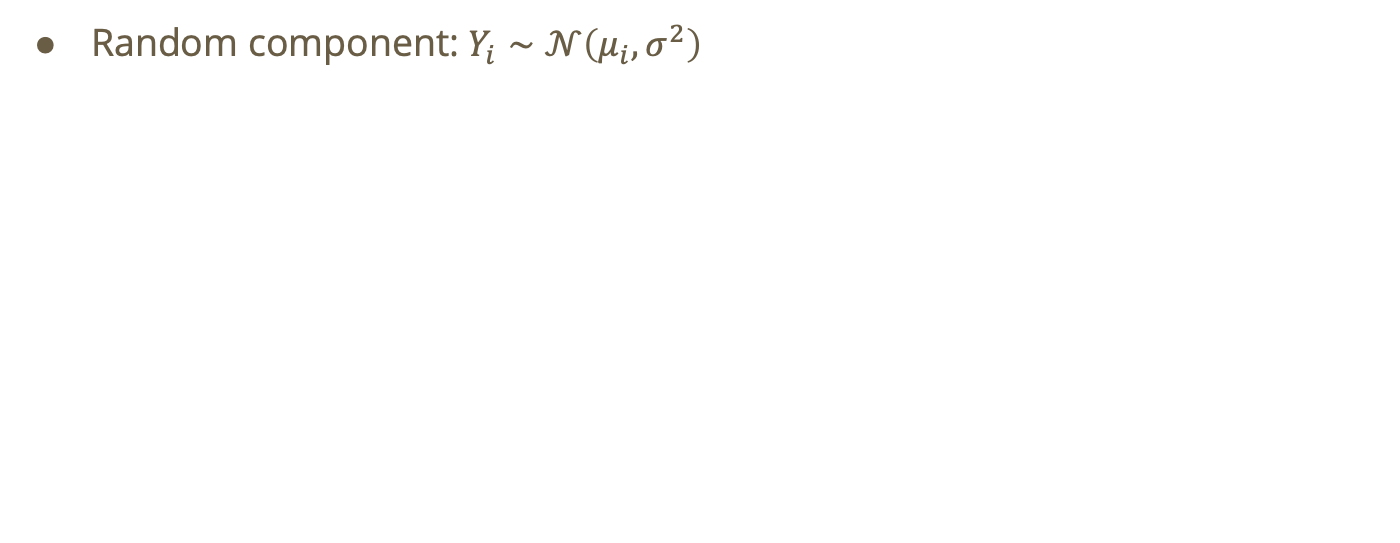 ● Random component: 𝑌ᵢ ~ 𝒩(𝜇ᵢ, 𝜎²)